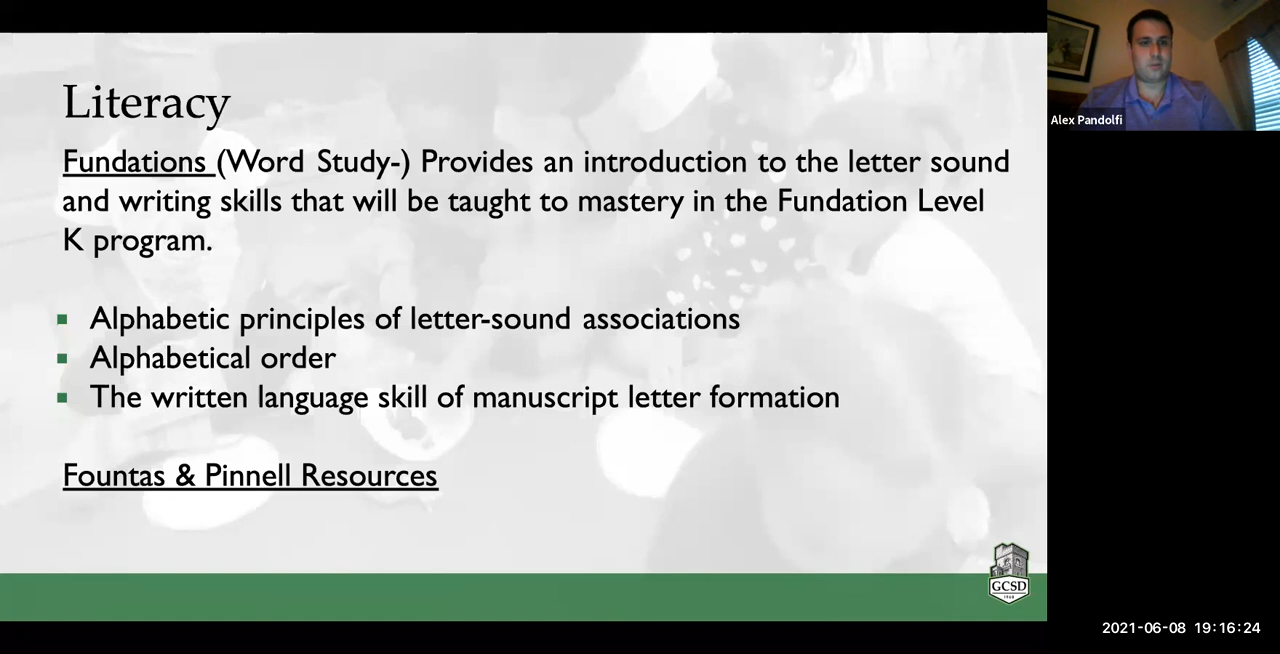 Literacy
Fundations (Word Study-) Provides an introduction to the letter sound
and writing skills that will be taught to mastery in the Fundation Level
K program.
Alphabetic principles of letter-sound associations
Alphabetical order
The written language skill of manuscript letter formation
Fountas & Pinnell Resources
GCSD
Alex Pandolfi
2021-06-08 19:16:24